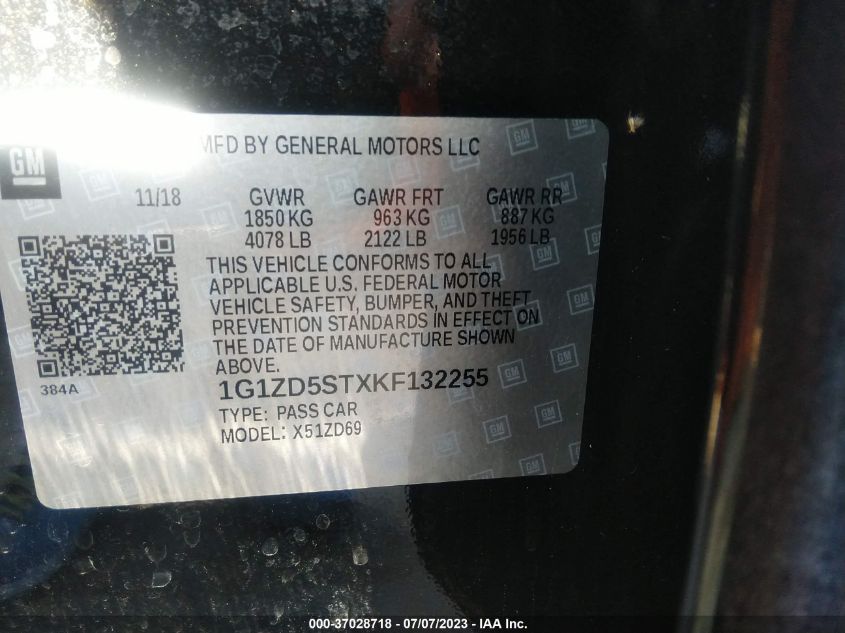 MFD BY GENERAL MOTORS LLC
GM
11/18 GVWR GAWR FRT GAWR RR
1850 KG 963 KG 887 KG
4078 LB 2122 LB 1956 LB
THIS VEHICLE CONFORMS TO ALL
APPLICABLE U.S. FEDERAL MOTOR
VEHICLE SAFETY, BUMPER, AND THEFT
PREVENTION STANDARDS IN EFFECT ON
THE DATE OF MANUFACTURE SHOWN
ABOVE.
384A
1G1ZD5STXKF132255
TYPE: PASS CAR
MODEL: X51ZD69
000-37028718 - 07/07/2023 - IAA Inc.